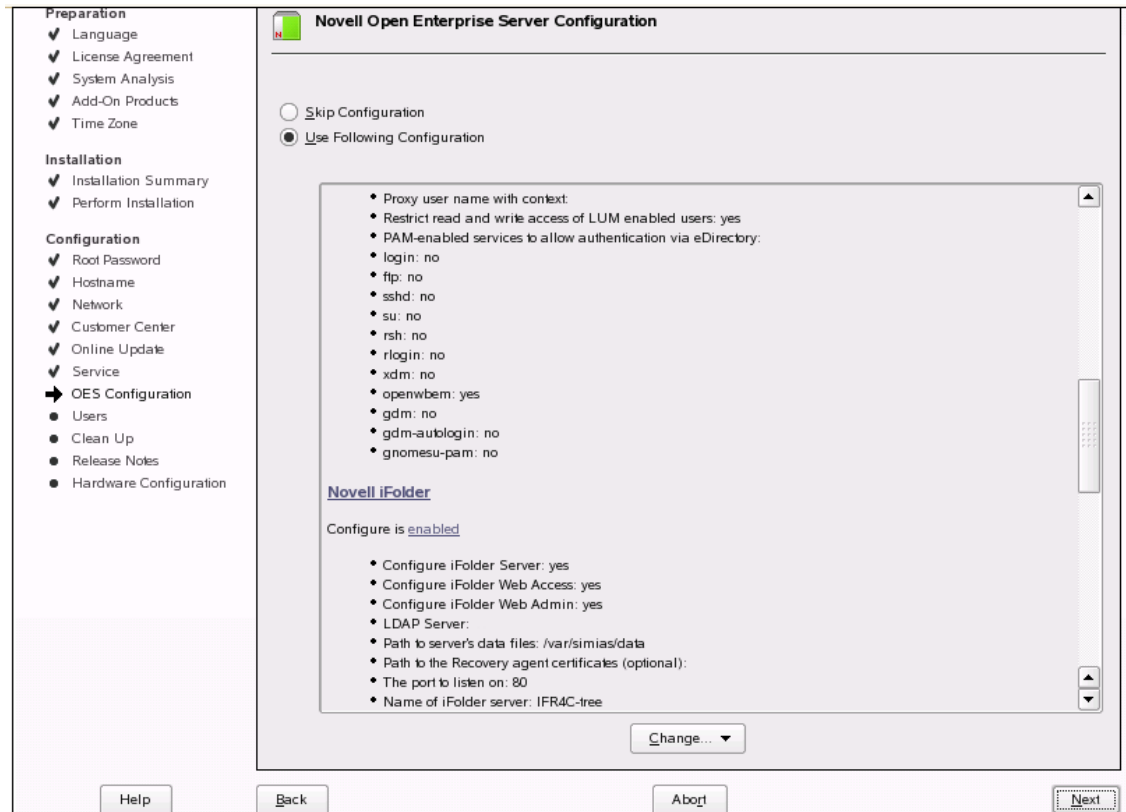 Preparation
Language
License Agreement
System Analysis
Add-On Products
Time Zone
Installation
Installation Summary
Perform Installation
Configuration
Root Password
Hostname
Network
Customer Center
Online Update
Service
OES Configuration
Users
Clean Up
Release Notes
Hardware Configuration
N
Novell Open Enterprise Server Configuration
Skip Configuration
Use Following Configuration
• Proxy user name with context:
• Restrict read and write access of LUM enabled users: yes
• PAM-enabled services to allow authentication via eDirectory:
• login: no
• ftp: no
• sshd: no
• su: no
• rsh: no
• rlogin: no
• xdm: no
• openwbem: yes
• gdm: no
• gdm-autologin: no
• gnomesu-pam: no
Novell iFolder
Configure is enabled
• Configure iFolder Server: yes
• Configure iFolder Web Access: yes
• Configure iFolder Web Admin: yes
• LDAP Server:
• Path to server's data files: /var/simias/data
• Path to the Recovery agent certificates (optional):
• The port to listen on: 80
• Name of iFolder server: IFR4C-tree
Change...
Help
Back
Abort
Next